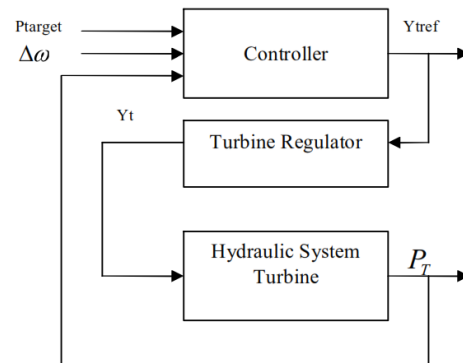 Ptarget
Δω
Controller
Ytref
Yt
Turbine Regulator
Hydraulic System
Turbine
P_T